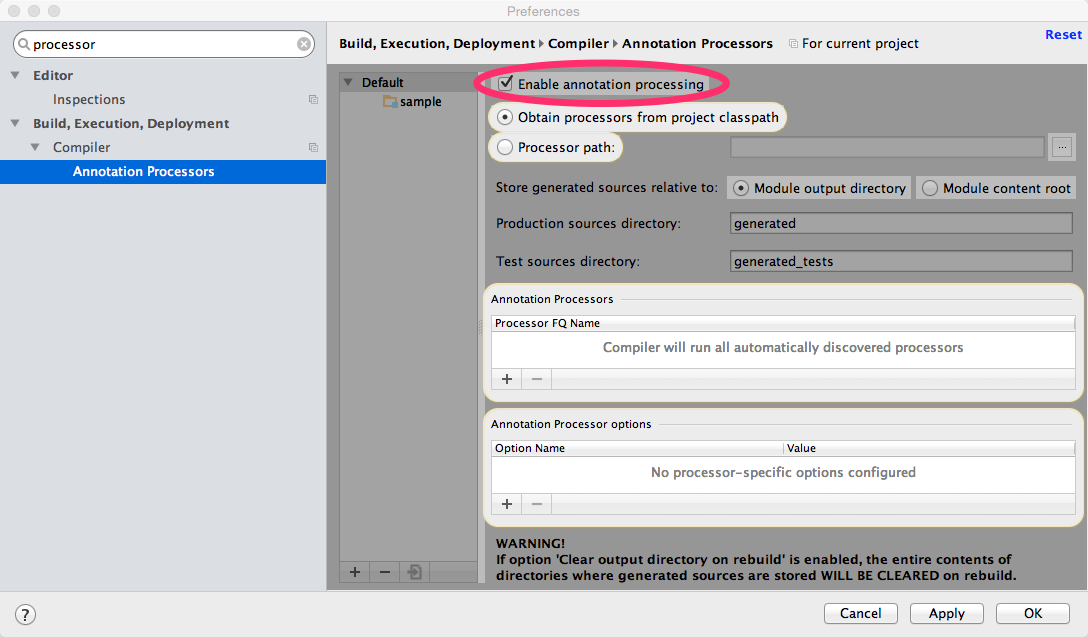 Preferences
processor
Build, Execution, Deployment Compiler Annotation Processors For current project
Reset
Editor
Inspections
Build, Execution, Deployment
Compiler
Annotation Processors
Default
sample
Enable annotation processing
Obtain processors from project classpath
Processor path:
...
Store generated sources relative to: Module output directory Module content root
Production sources directory: generated
Test sources directory: generated_tests
Annotation Processors
Processor FQ Name
Compiler will run all automatically discovered processors
+ −
Annotation Processor options
Option Name Value
No processor-specific options configured
+ −
WARNING!
If option 'Clear output directory on rebuild' is enabled, the entire contents of
directories where generated sources are stored WILL BE CLEARED on rebuild.
+ −
?
Cancel Apply OK